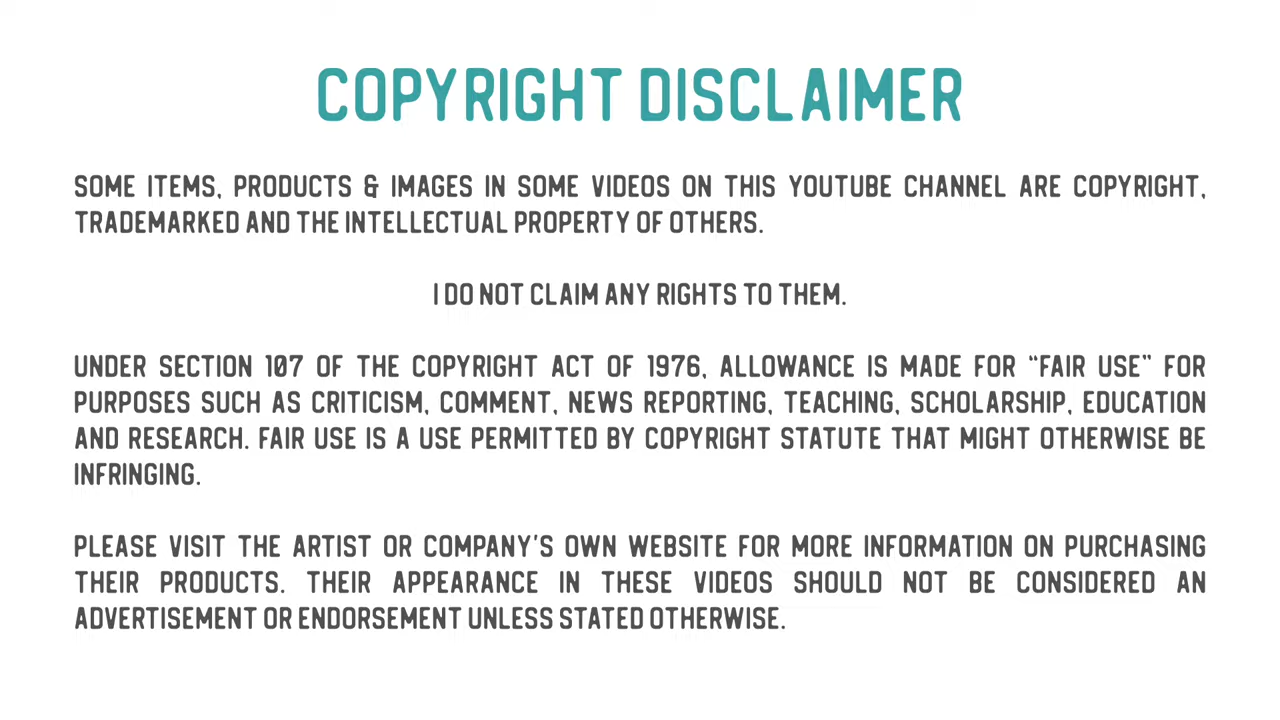 COPYRIGHT DISCLAIMER
SOME ITEMS, PRODUCTS & IMAGES IN SOME VIDEOS ON THIS YOUTUBE CHANNEL ARE COPYRIGHT,
TRADEMARKED AND THE INTELLECTUAL PROPERTY OF OTHERS.
I DO NOT CLAIM ANY RIGHTS TO THEM.
UNDER SECTION 107 OF THE COPYRIGHT ACT OF 1976, ALLOWANCE IS MADE FOR “FAIR USE” FOR
PURPOSES SUCH AS CRITICISM, COMMENT, NEWS REPORTING, TEACHING, SCHOLARSHIP, EDUCATION
AND RESEARCH. FAIR USE IS A USE PERMITTED BY COPYRIGHT STATUTE THAT MIGHT OTHERWISE BE
INFRINGING.
PLEASE VISIT THE ARTIST OR COMPANY’S OWN WEBSITE FOR MORE INFORMATION ON PURCHASING
THEIR PRODUCTS. THEIR APPEARANCE IN THESE VIDEOS SHOULD NOT BE CONSIDERED AN
ADVERTISEMENT OR ENDORSEMENT UNLESS STATED OTHERWISE.